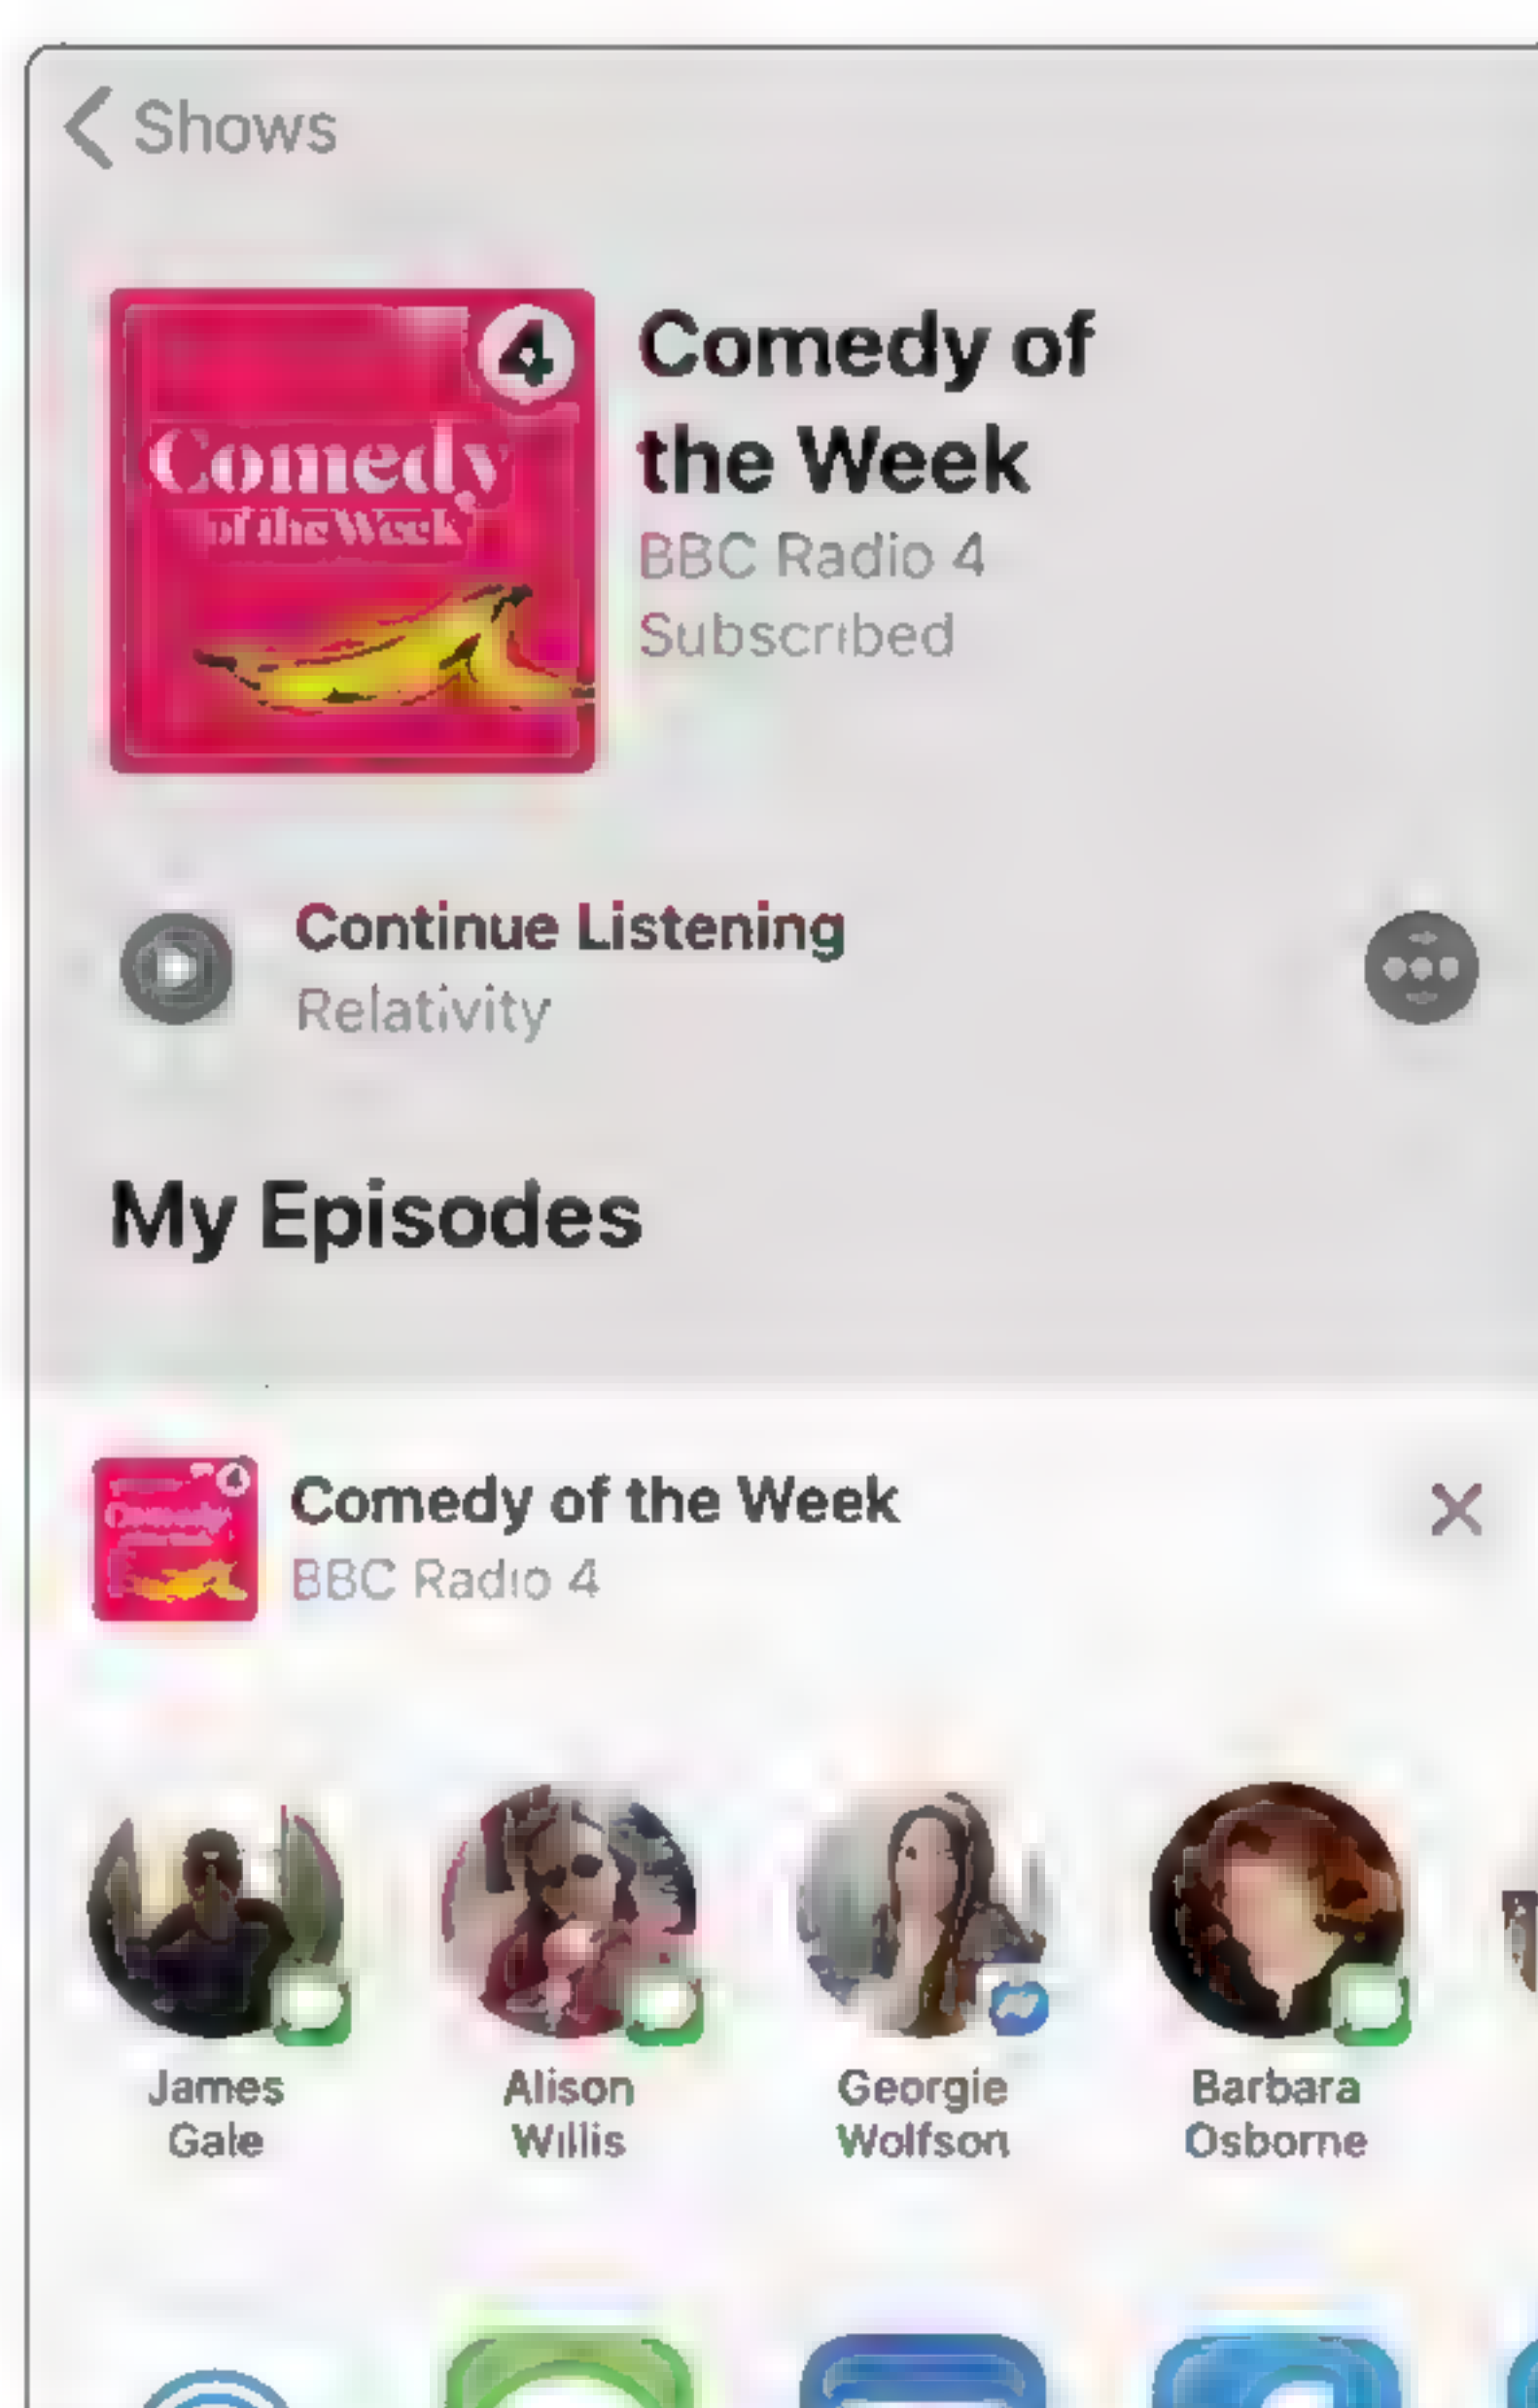 Shows
4
Comedy
of the Week
Comedy of
the Week
BBC Radio 4
Subscribed
Continue Listening
Relativity
My Episodes
4
Comedy
Comedy of the Week
BBC Radio 4
James
Gale
Alison
Willis
Georgie
Wolfson
Barbara
Osborne